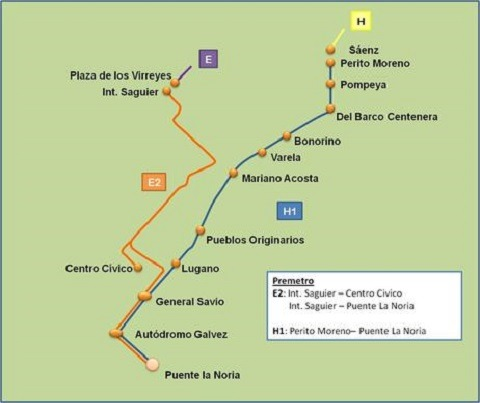 H
E
Sáenz
Plaza de los Virreyes
Perito Moreno
Int. Saguier
Pompeya
Del Barco Centenera
Bonorino
Varela
E2
Mariano Acosta
H1
Pueblos Originarios
Centro Civico
Lugano
General Savio
Autódromo Galvez
Puente la Noria
Premetro
E2: Int. Saguier – Centro Civico
Int. Saguier – Puente La Noria
H1: Perito Moreno– Puente La Noria